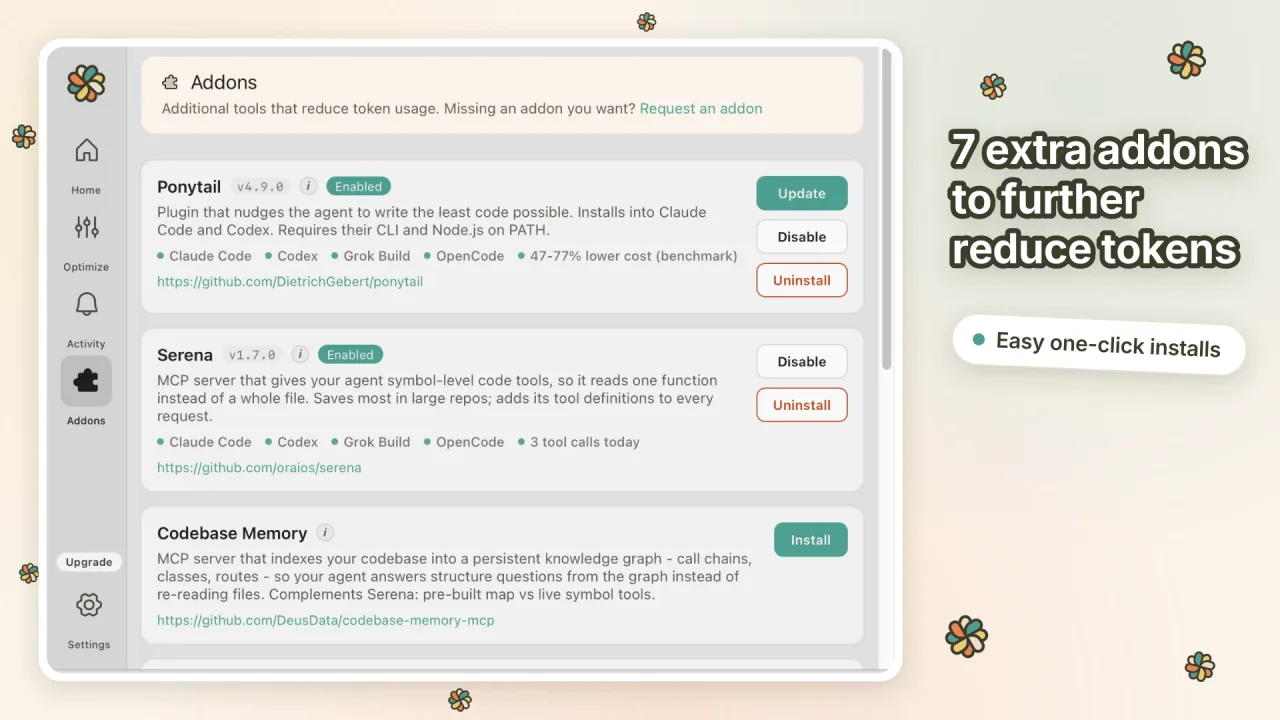 Home
Optimize
Activity
Addons
Upgrade
Settings
Addons
Additional tools that reduce token usage. Missing an addon you want? Request an addon
Ponytail v4.9.0 i Enabled
Plugin that nudges the agent to write the least code possible. Installs into Claude
Code and Codex. Requires their CLI and Node.js on PATH.
Claude Code Codex Grok Build OpenCode 47-77% lower cost (benchmark)
https://github.com/DietrichGebert/ponytail
Update
Disable
Uninstall
Serena v1.7.0 i Enabled
MCP server that gives your agent symbol-level code tools, so it reads one function
instead of a whole file. Saves most in large repos; adds its tool definitions to every
request.
Claude Code Codex Grok Build OpenCode 3 tool calls today
https://github.com/oraios/serena
Disable
Uninstall
Codebase Memory i
MCP server that indexes your codebase into a persistent knowledge graph - call chains,
classes, routes - so your agent answers structure questions from the graph instead of
re-reading files. Complements Serena: pre-built map vs live symbol tools.
https://github.com/DeusData/codebase-memory-mcp
Install
7 extra addons
to further
reduce tokens
Easy one-click installs